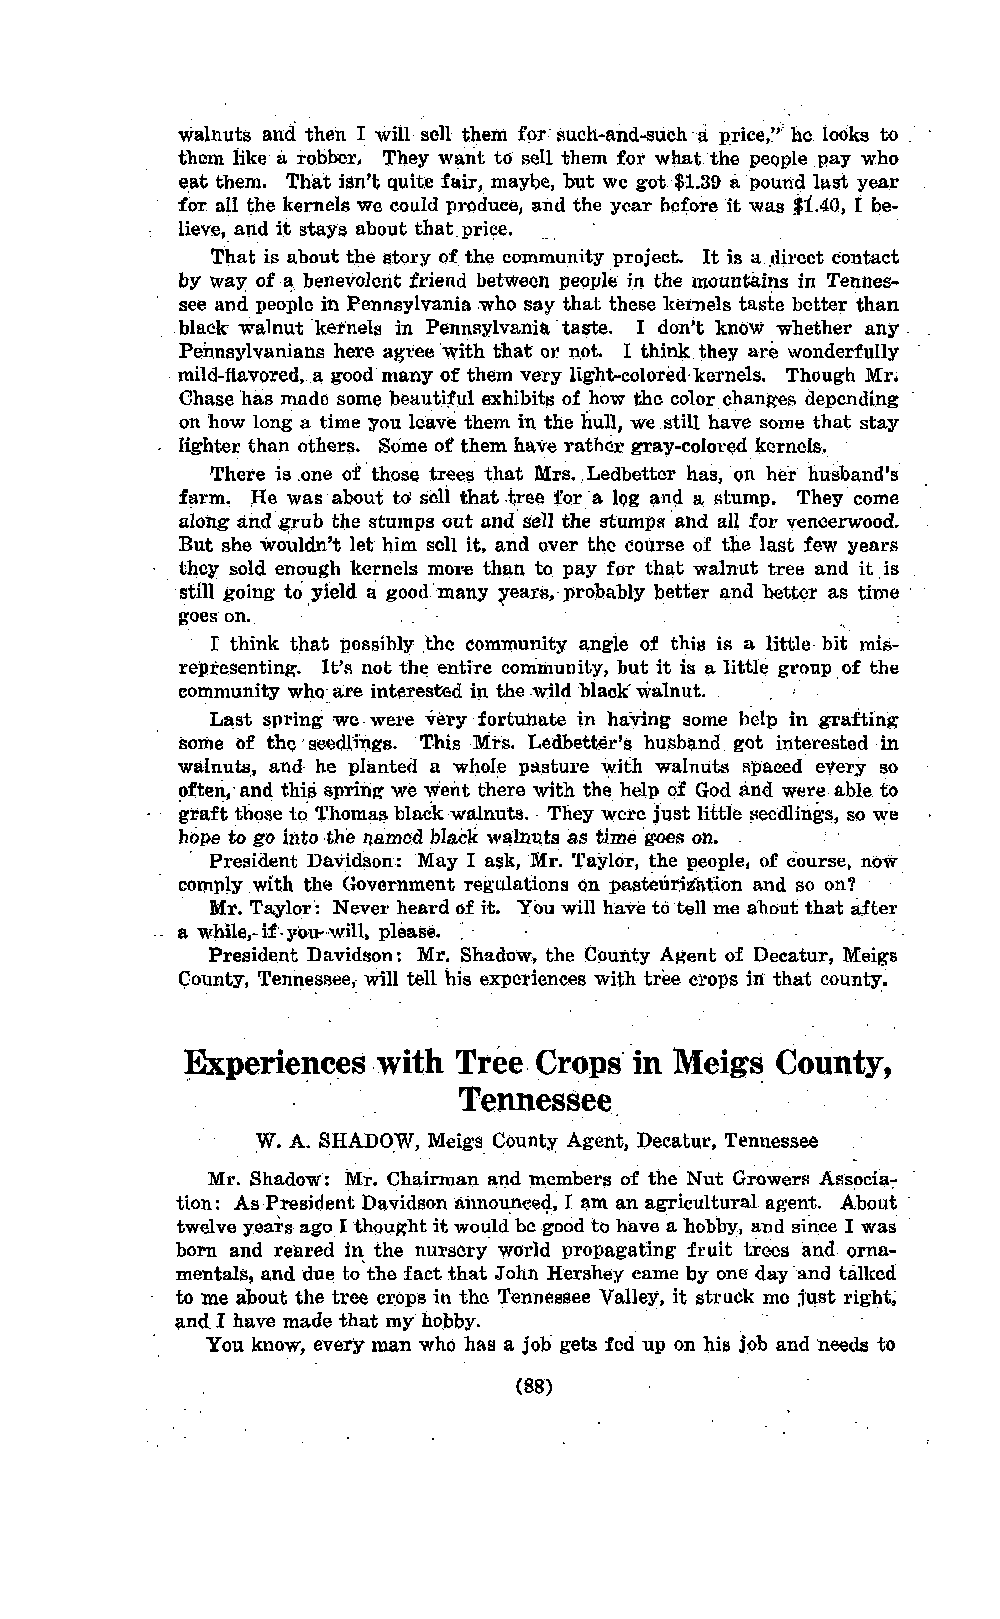 walnuts and then I will sell them for such-and-such a price," he looks to
them like a robber. They want to sell them for what the people pay who
eat them. That isn't quite fair, maybe, but we got $1.39 a pound last year
for all the kernels we could produce, and the year before it was $1.40, I be-
lieve, and it stays about that price.
That is about the story of the community project. It is a direct contact
by way of a benevolent friend between people in the mountains in Tennes-
see and people in Pennsylvania who say that these kernels taste better than
black walnut kernels in Pennsylvania taste. I don't know whether any
Pennsylvanians here agree with that or not. I think they are wonderfully
mild-flavored, a good many of them very light-colored kernels. Though Mr.
Chase has made some beautiful exhibits of how the color changes depending
on how long a time you leave them in the hull, we still have some that stay
lighter than others. Some of them have rather gray-colored kernels.
There is one of those trees that Mrs. Ledbetter has, on her husband's
farm. He was about to sell that tree for a log and a stump. They come
along and grub the stumps out and sell the stumps and all for veneerwood.
But she wouldn't let him sell it, and over the course of the last few years
they sold enough kernels more than to pay for that walnut tree and it is
still going to yield a good many years, probably better and better as time
goes on.
I think that possibly the community angle of this is a little bit mis-
representing. It's not the entire community, but it is a little group of the
community who are interested in the wild black walnut.
Last spring we were very fortunate in having some help in grafting
some of the seedlings. This Mrs. Ledbetter's husband got interested in
walnuts, and he planted a whole pasture with walnuts spaced every so
often, and this spring we went there with the help of God and were able to
graft those to Thomas black walnuts. They were just little seedlings, so we
hope to go into the named black walnuts as time goes on.
President Davidson: May I ask, Mr. Taylor, the people, of course, now
comply with the Government regulations on pasteurization and so on?
Mr. Taylor: Never heard of it. You will have to tell me about that after
a while, if you will, please.
President Davidson: Mr. Shadow, the County Agent of Decatur, Meigs
County, Tennessee, will tell his experiences with tree crops in that county.
Experiences with Tree Crops in Meigs County,
Tennessee
W. A. SHADOW, Meigs County Agent, Decatur, Tennessee
Mr. Shadow: Mr. Chairman and members of the Nut Growers Associa-
tion: As President Davidson announced, I am an agricultural agent. About
twelve years ago I thought it would be good to have a hobby, and since I was
born and reared in the nursery world propagating fruit trees and orna-
mentals, and due to the fact that John Hershey came by one day and talked
to me about the tree crops in the Tennessee Valley, it struck me just right,
and I have made that my hobby.
You know, every man who has a job gets fed up on his job and needs to
(88)